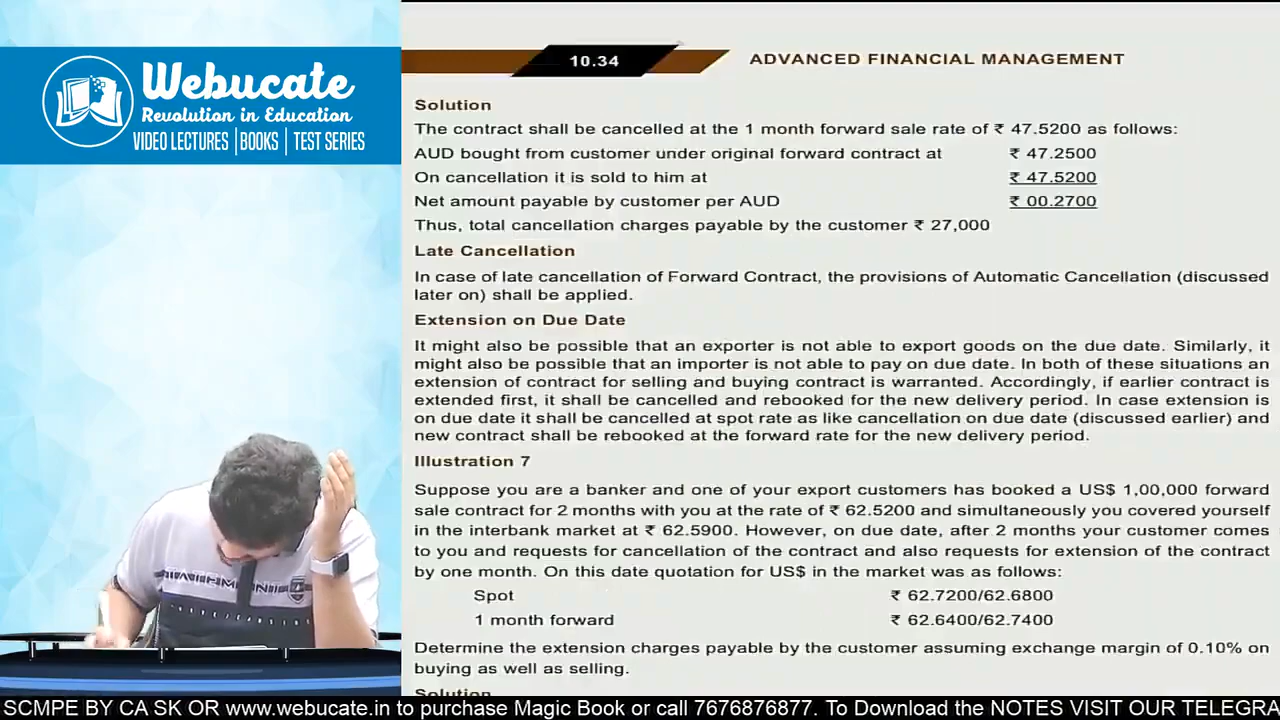 Webucate
Revolution in Education
VIDEO LECTURES | BOOKS | TEST SERIES
10.34
ADVANCED FINANCIAL MANAGEMENT
Solution
The contract shall be cancelled at the 1 month forward sale rate of ₹ 47.5200 as follows:
AUD bought from customer under original forward contract at ₹ 47.2500
On cancellation it is sold to him at ₹ 47.5200
Net amount payable by customer per AUD ₹ 00.2700
Thus, total cancellation charges payable by the customer ₹ 27,000
Late Cancellation
In case of late cancellation of Forward Contract, the provisions of Automatic Cancellation (discussed
later on) shall be applied.
Extension on Due Date
It might also be possible that an exporter is not able to export goods on the due date. Similarly, it
might also be possible that an importer is not able to pay on due date. In both of these situations an
extension of contract for selling and buying contract is warranted. Accordingly, if earlier contract is
extended first, it shall be cancelled and rebooked for the new delivery period. In case extension is
on due date it shall be cancelled at spot rate as like cancellation on due date (discussed earlier) and
new contract shall be rebooked at the forward rate for the new delivery period.
Illustration 7
Suppose you are a banker and one of your export customers has booked a US$ 1,00,000 forward
sale contract for 2 months with you at the rate of ₹ 62.5200 and simultaneously you covered yourself
in the interbank market at ₹ 62.5900. However, on due date, after 2 months your customer comes
to you and requests for cancellation of the contract and also requests for extension of the contract
by one month. On this date quotation for US$ in the market was as follows:
Spot ₹ 62.7200/62.6800
1 month forward ₹ 62.6400/62.7400
Determine the extension charges payable by the customer assuming exchange margin of 0.10% on
buying as well as selling.
Solution
SCMPE BY CA SK OR www.webucate.in to purchase Magic Book or call 7676876877. To Download the NOTES VISIT OUR TELEGRA